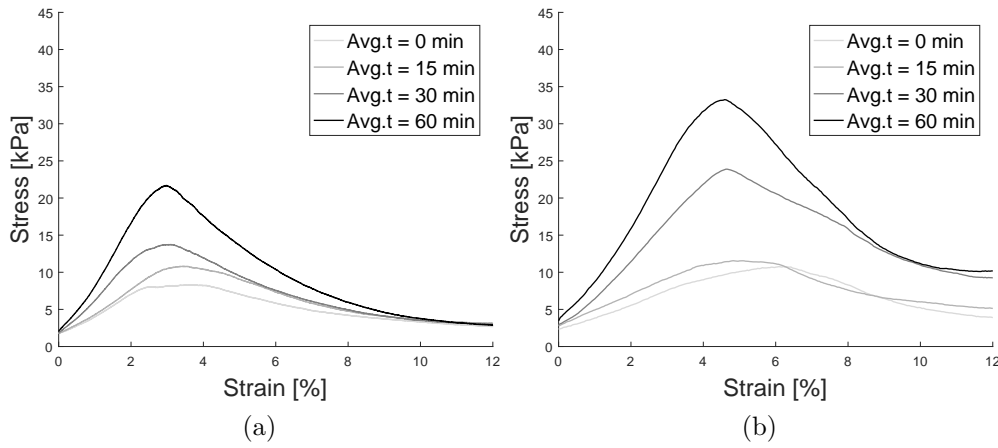 45
40
35
30
25
20
15
10
5
0
Stress [kPa]
0 2 4 6 8 10 12
Strain [%]
Avg.t = 0 min
Avg.t = 15 min
Avg.t = 30 min
Avg.t = 60 min
(a)
45
40
35
30
25
20
15
10
5
0
Stress [kPa]
0 2 4 6 8 10 12
Strain [%]
Avg.t = 0 min
Avg.t = 15 min
Avg.t = 30 min
Avg.t = 60 min
(b)